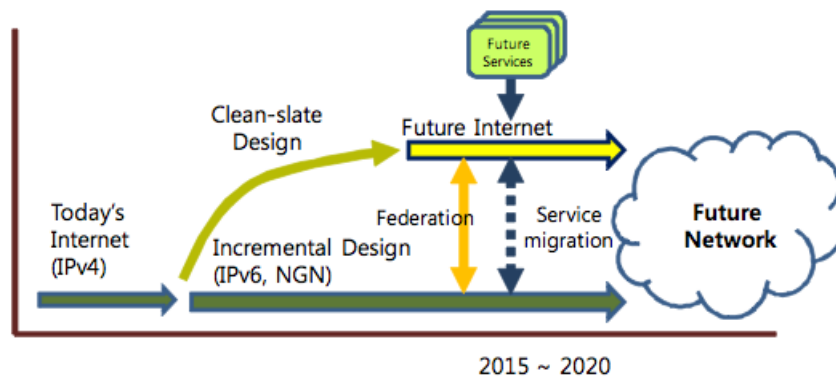 Future
Services
Clean-slate
Design
Future Internet
Today's
Internet
(IPv4)
Federation
Service
migration
Future
Network
Incremental Design
(IPv6, NGN)
2015 ~ 2020